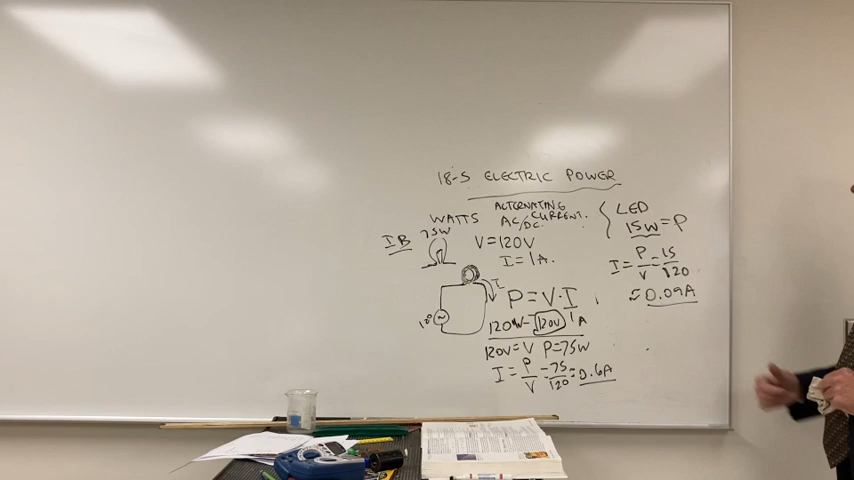 18-5 ELECTRIC POWER
WATTS
ALTERNATING
AC/DC CURRENT.
IB 75W
V=120V
I=1A.
I
P=V·I
120W=120V 1A
120V=V P=75W
I=P/V=75/120=0.6A
LED
15W=P
I=P/V=15/120
≈0.09A